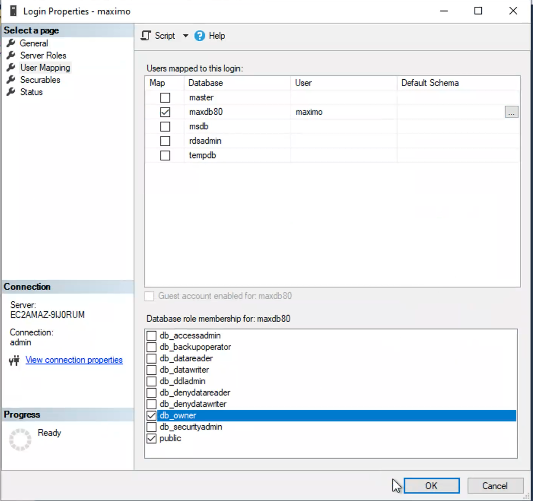 Login Properties - maximo
Select a page
General
Server Roles
User Mapping
Securables
Status
Script
Help
Users mapped to this login:
Map Database User Default Schema
master
maxdb80 maximo ...
msdb
rdsadmin
tempdb
Guest account enabled for: maxdb80
Database role membership for: maxdb80
db_accessadmin
db_backupoperator
db_datareader
db_datawriter
db_ddladmin
db_denydatareader
db_denydatawriter
db_owner
db_securityadmin
public
Connection
Server:
EC2AMAZ-9IJ0RUM
Connection:
admin
View connection properties
Progress
Ready
OK Cancel